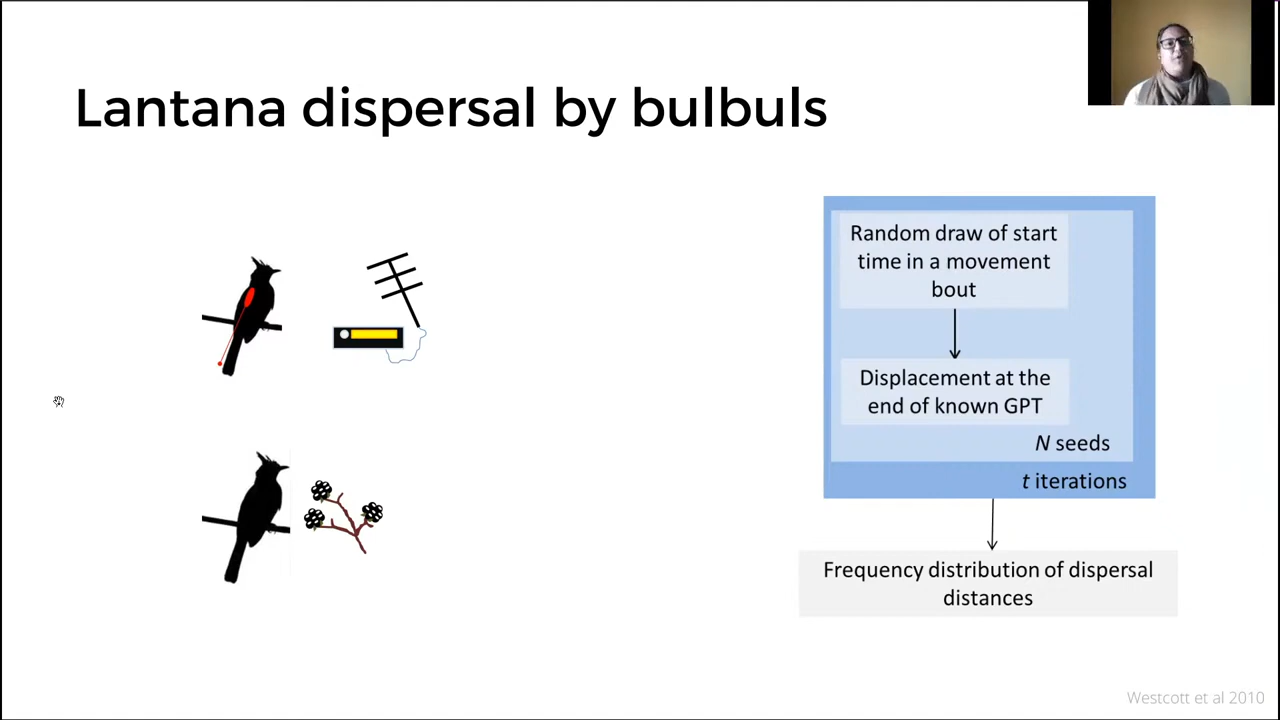 Lantana dispersal by bulbuls
Random draw of start
time in a movement
bout
Displacement at the
end of known GPT
N seeds
t iterations
Frequency distribution of dispersal
distances
Westcott et al 2010